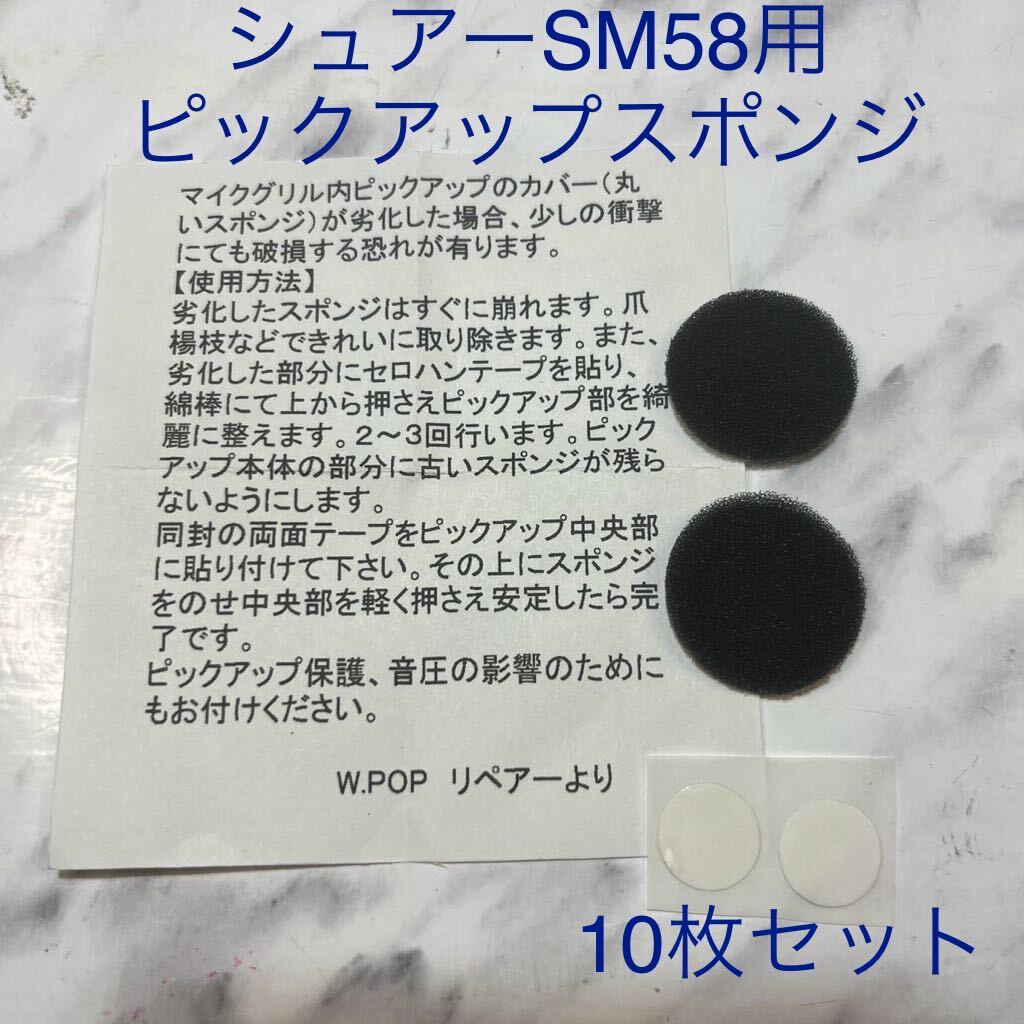 シュアーSM58用
ピックアップスポンジ
マイクグリル内ピックアップのカバー(丸
いスポンジ)が劣化した場合、少しの衝撃
にても破損する恐れが有ります。
【使用方法】
劣化したスポンジはすぐに崩れます。爪
楊枝などできれいに取り除きます。また、
劣化した部分にセロハンテープを貼り、
綿棒にて上から押さえピックアップ部を綺
麗に整えます。2~3回行います。ピック
アップ本体の部分に古いスポンジが残ら
ないようにします。
同封の両面テープをピックアップ中央部
に貼り付けて下さい。その上にスポンジ
をのせ中央部を軽く押さえ安定したら完
了です。
ピックアップ保護、音圧の影響のためにも
もお付けください。
W.POP リペアーより
10枚セット